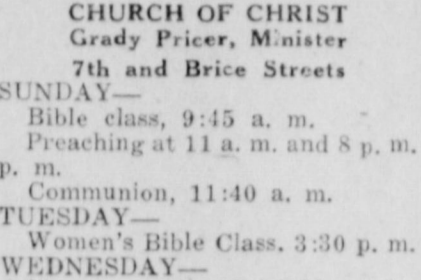 CHURCH OF CHRIST
Grady Pricer, Minister
7th and Brice Streets
SUNDAY—
Bible class, 9:45 a. m.
Preaching at 11 a. m. and 8 p. m.
p. m.
Communion, 11:40 a. m.
TUESDAY—
Women's Bible Class. 3:30 p. m.
WEDNESDAY—